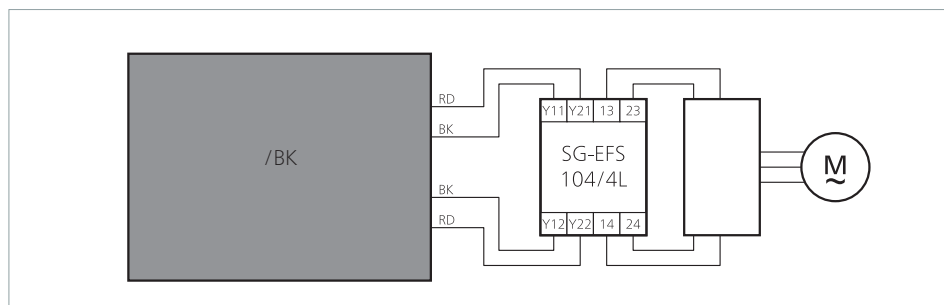 RD
BK
/BK
BK
RD
Y11 Y21 13 23
SG-EFS
104/4L
Y12 Y22 14 24
M
~